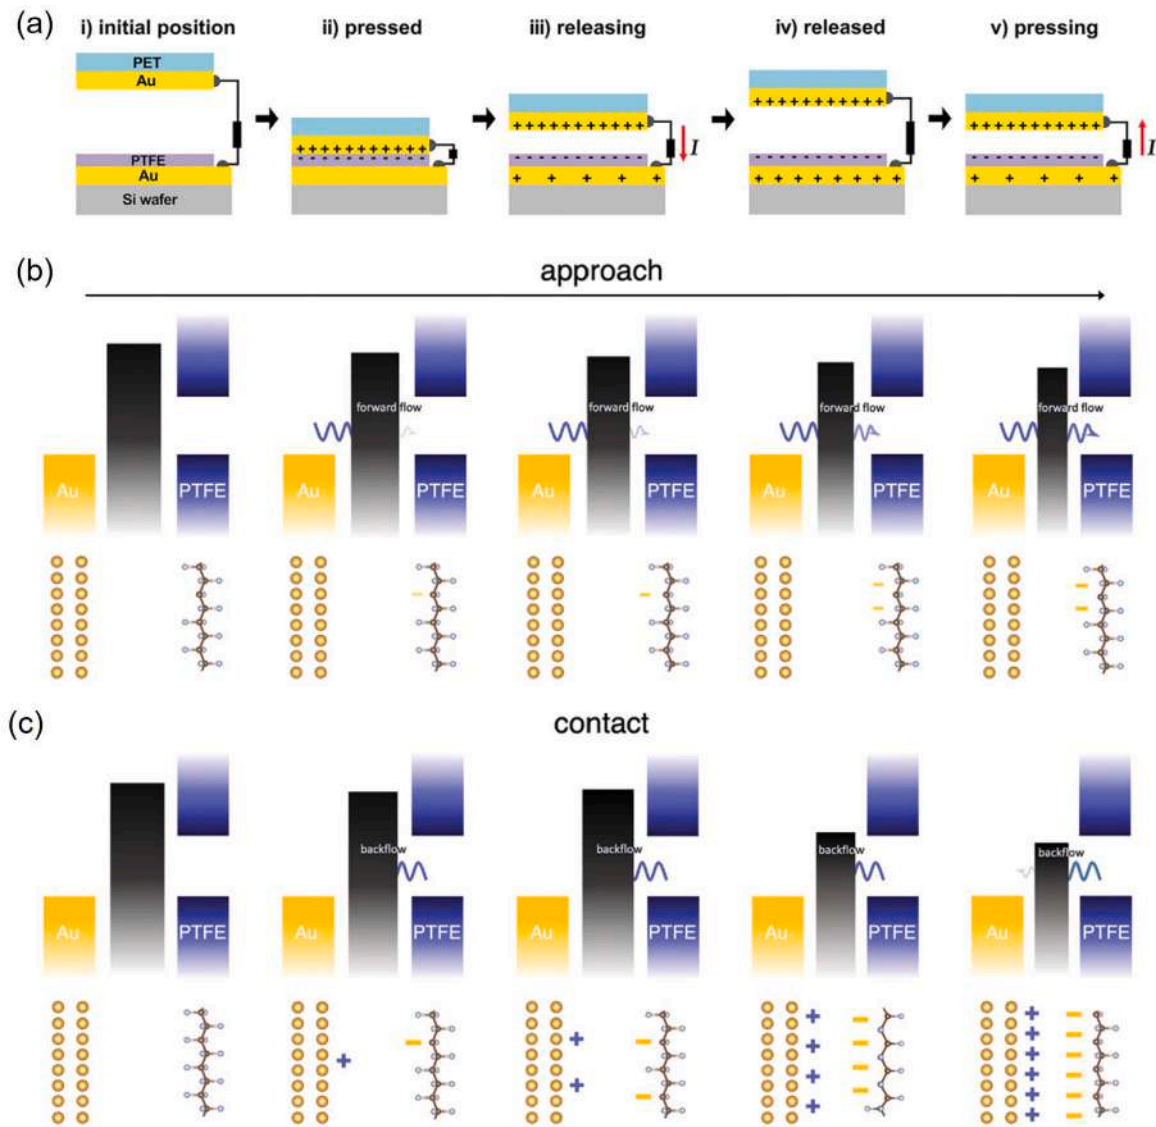 (a)
i) initial position
ii) pressed
iii) releasing
iv) released
v) pressing
PET
Au
PTFE
Au
Si wafer
+ + + + + + + + + +
- - - - - - - - -
+ + + + + + + + + +
I
- - - - - - - - -
+ + + + +
+ + + + + + + + + +
- - - - - - - - -
+ + + + + + + +
+ + + + + + + + + +
I
- - - - - - - - -
+ + + + +
(b)
approach
forward flow
forward flow
forward flow
forward flow
Au
PTFE
Au
PTFE
Au
PTFE
Au
PTFE
Au
PTFE
(c)
contact
backflow
backflow
backflow
backflow
Au
PTFE
Au
PTFE
Au
PTFE
Au
PTFE
Au
PTFE